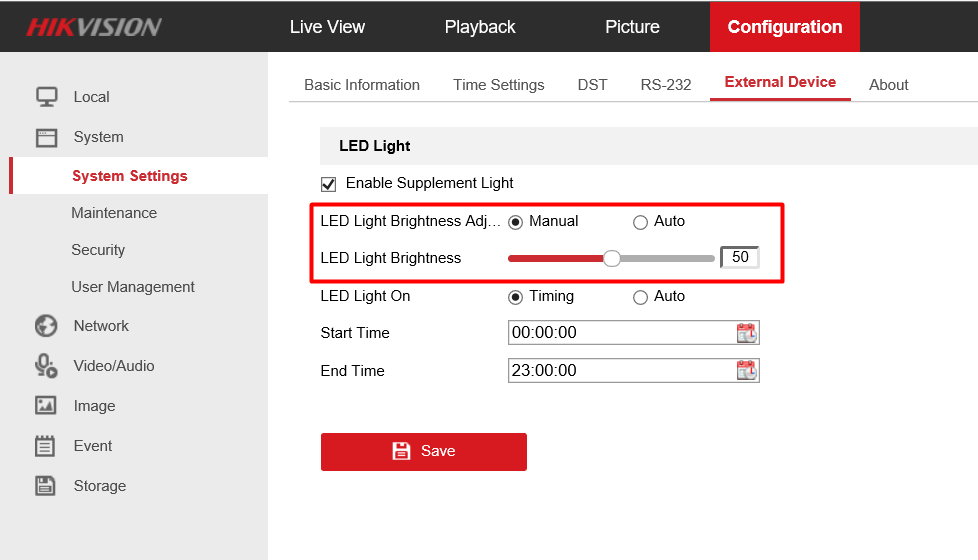 HIKVISION
Live View Playback Picture Configuration
Local
System
System Settings
Maintenance
Security
User Management
Network
Video/Audio
Image
Event
Storage
Basic Information Time Settings DST RS-232 External Device About
LED Light
Enable Supplement Light
LED Light Brightness Adj… Manual Auto
LED Light Brightness 50
LED Light On Timing Auto
Start Time 00:00:00
End Time 23:00:00
Save